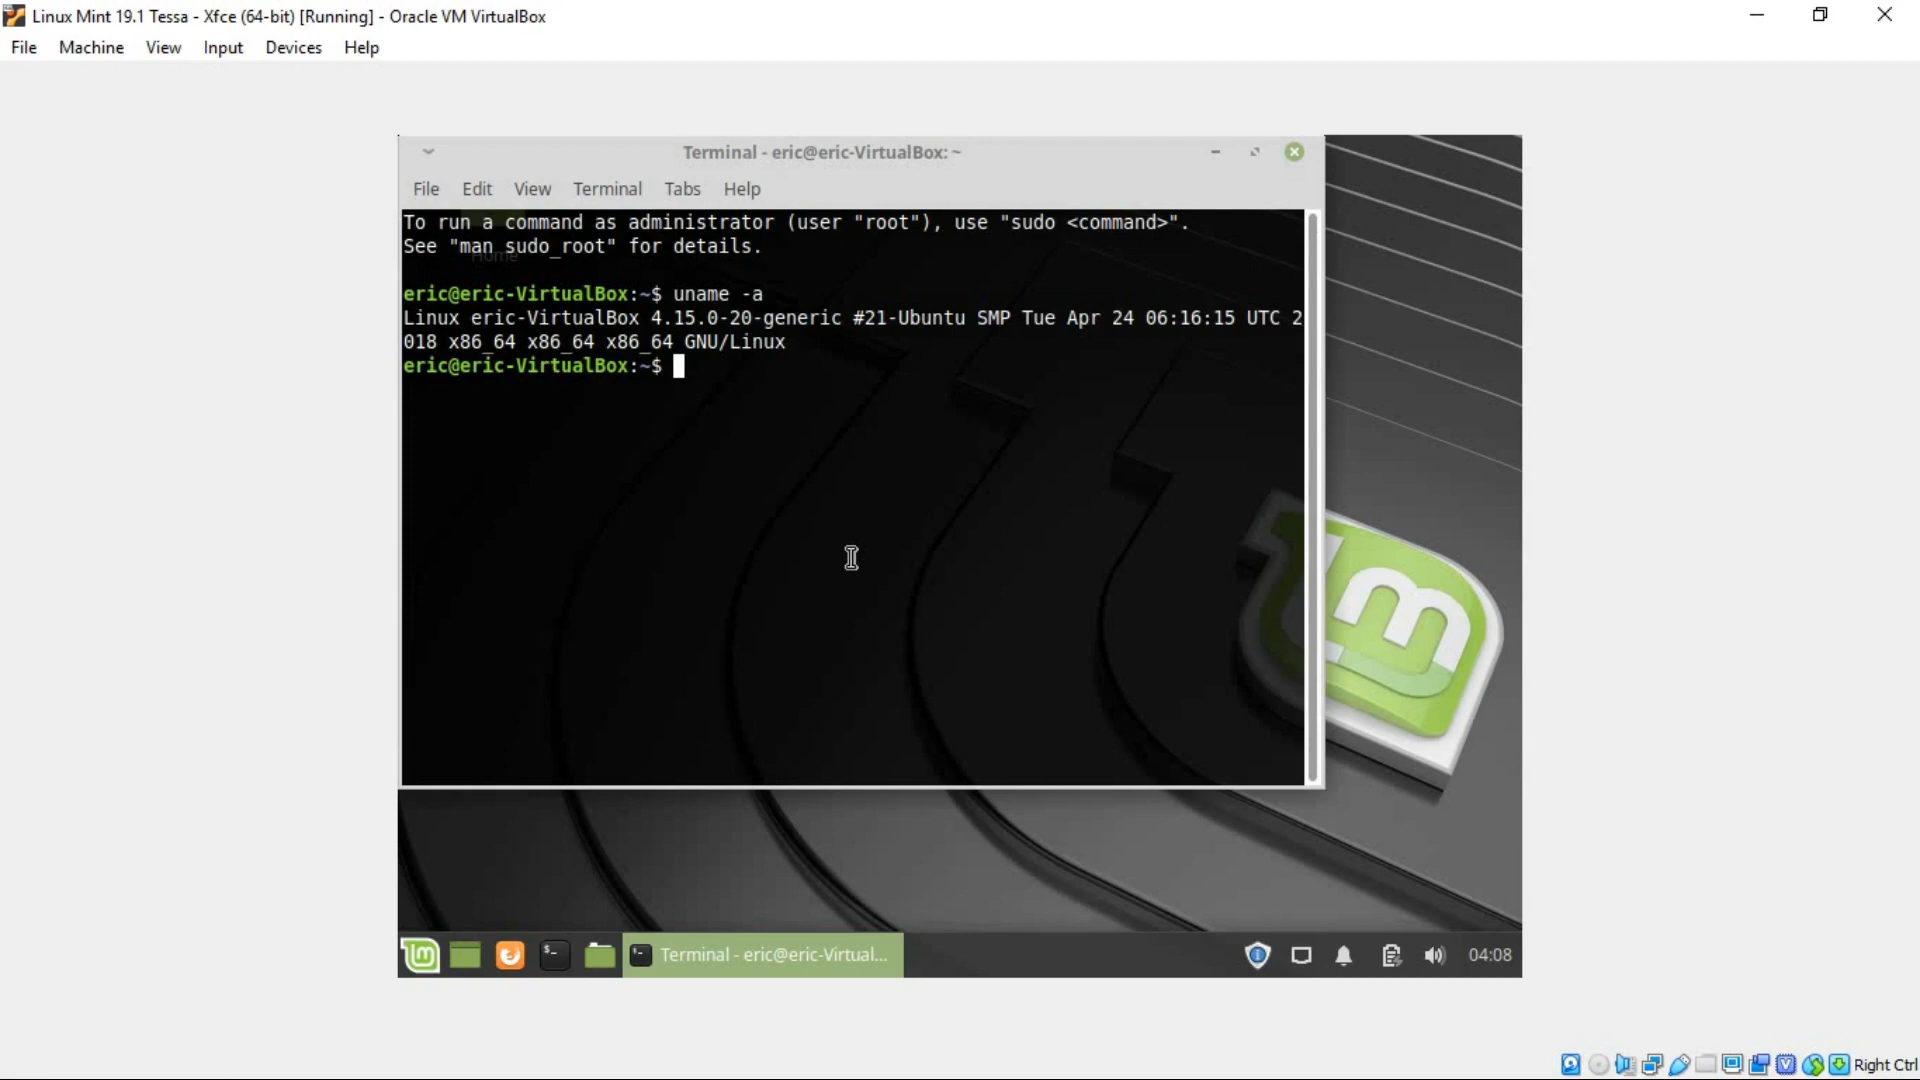 Linux Mint 19.1 Tessa - Xfce (64-bit) [Running] - Oracle VM VirtualBox
File Machine View Input Devices Help
Terminal - eric@eric-VirtualBox: ~
File Edit View Terminal Tabs Help
To run a command as administrator (user "root"), use "sudo <command>".
See "man sudo_root" for details.
Home
eric@eric-VirtualBox:~$ uname -a
Linux eric-VirtualBox 4.15.0-20-generic #21-Ubuntu SMP Tue Apr 24 06:16:15 UTC 2
018 x86_64 x86_64 x86_64 GNU/Linux
eric@eric-VirtualBox:~$
Terminal - eric@eric-Virtual... 04:08
Right Ctrl